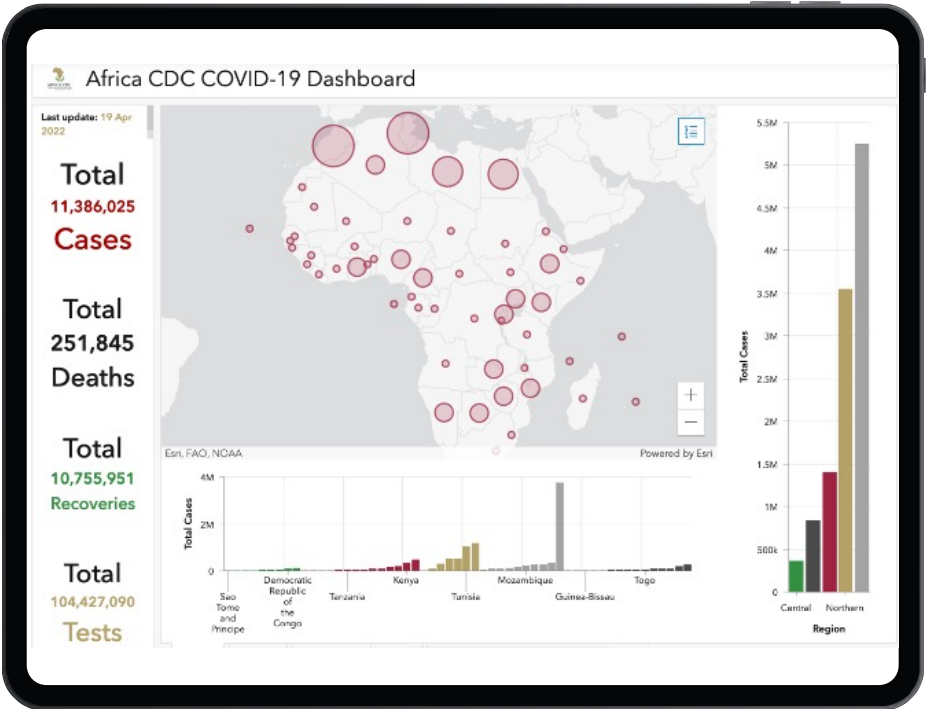 Africa CDC COVID-19 Dashboard
Last update: 19 Apr
2022
Total
11,386,025
Cases
Total
251,845
Deaths
Total
10,755,951
Recoveries
Total
104,427,090
Tests
Esri, FAO, NOAA
Powered by Esri
+
−
Total Cases
4M
2M
0
Sao
Tome
and
Principe
Democratic
Republic
of
the
Congo
Tanzania
Kenya
Tunisia
Mozambique
Guinea-Bissau
Togo
Total Cases
5.5M
5M
4.5M
4M
3.5M
3M
2.5M
2M
1.5M
1M
500k
0
Central
Northern
Region